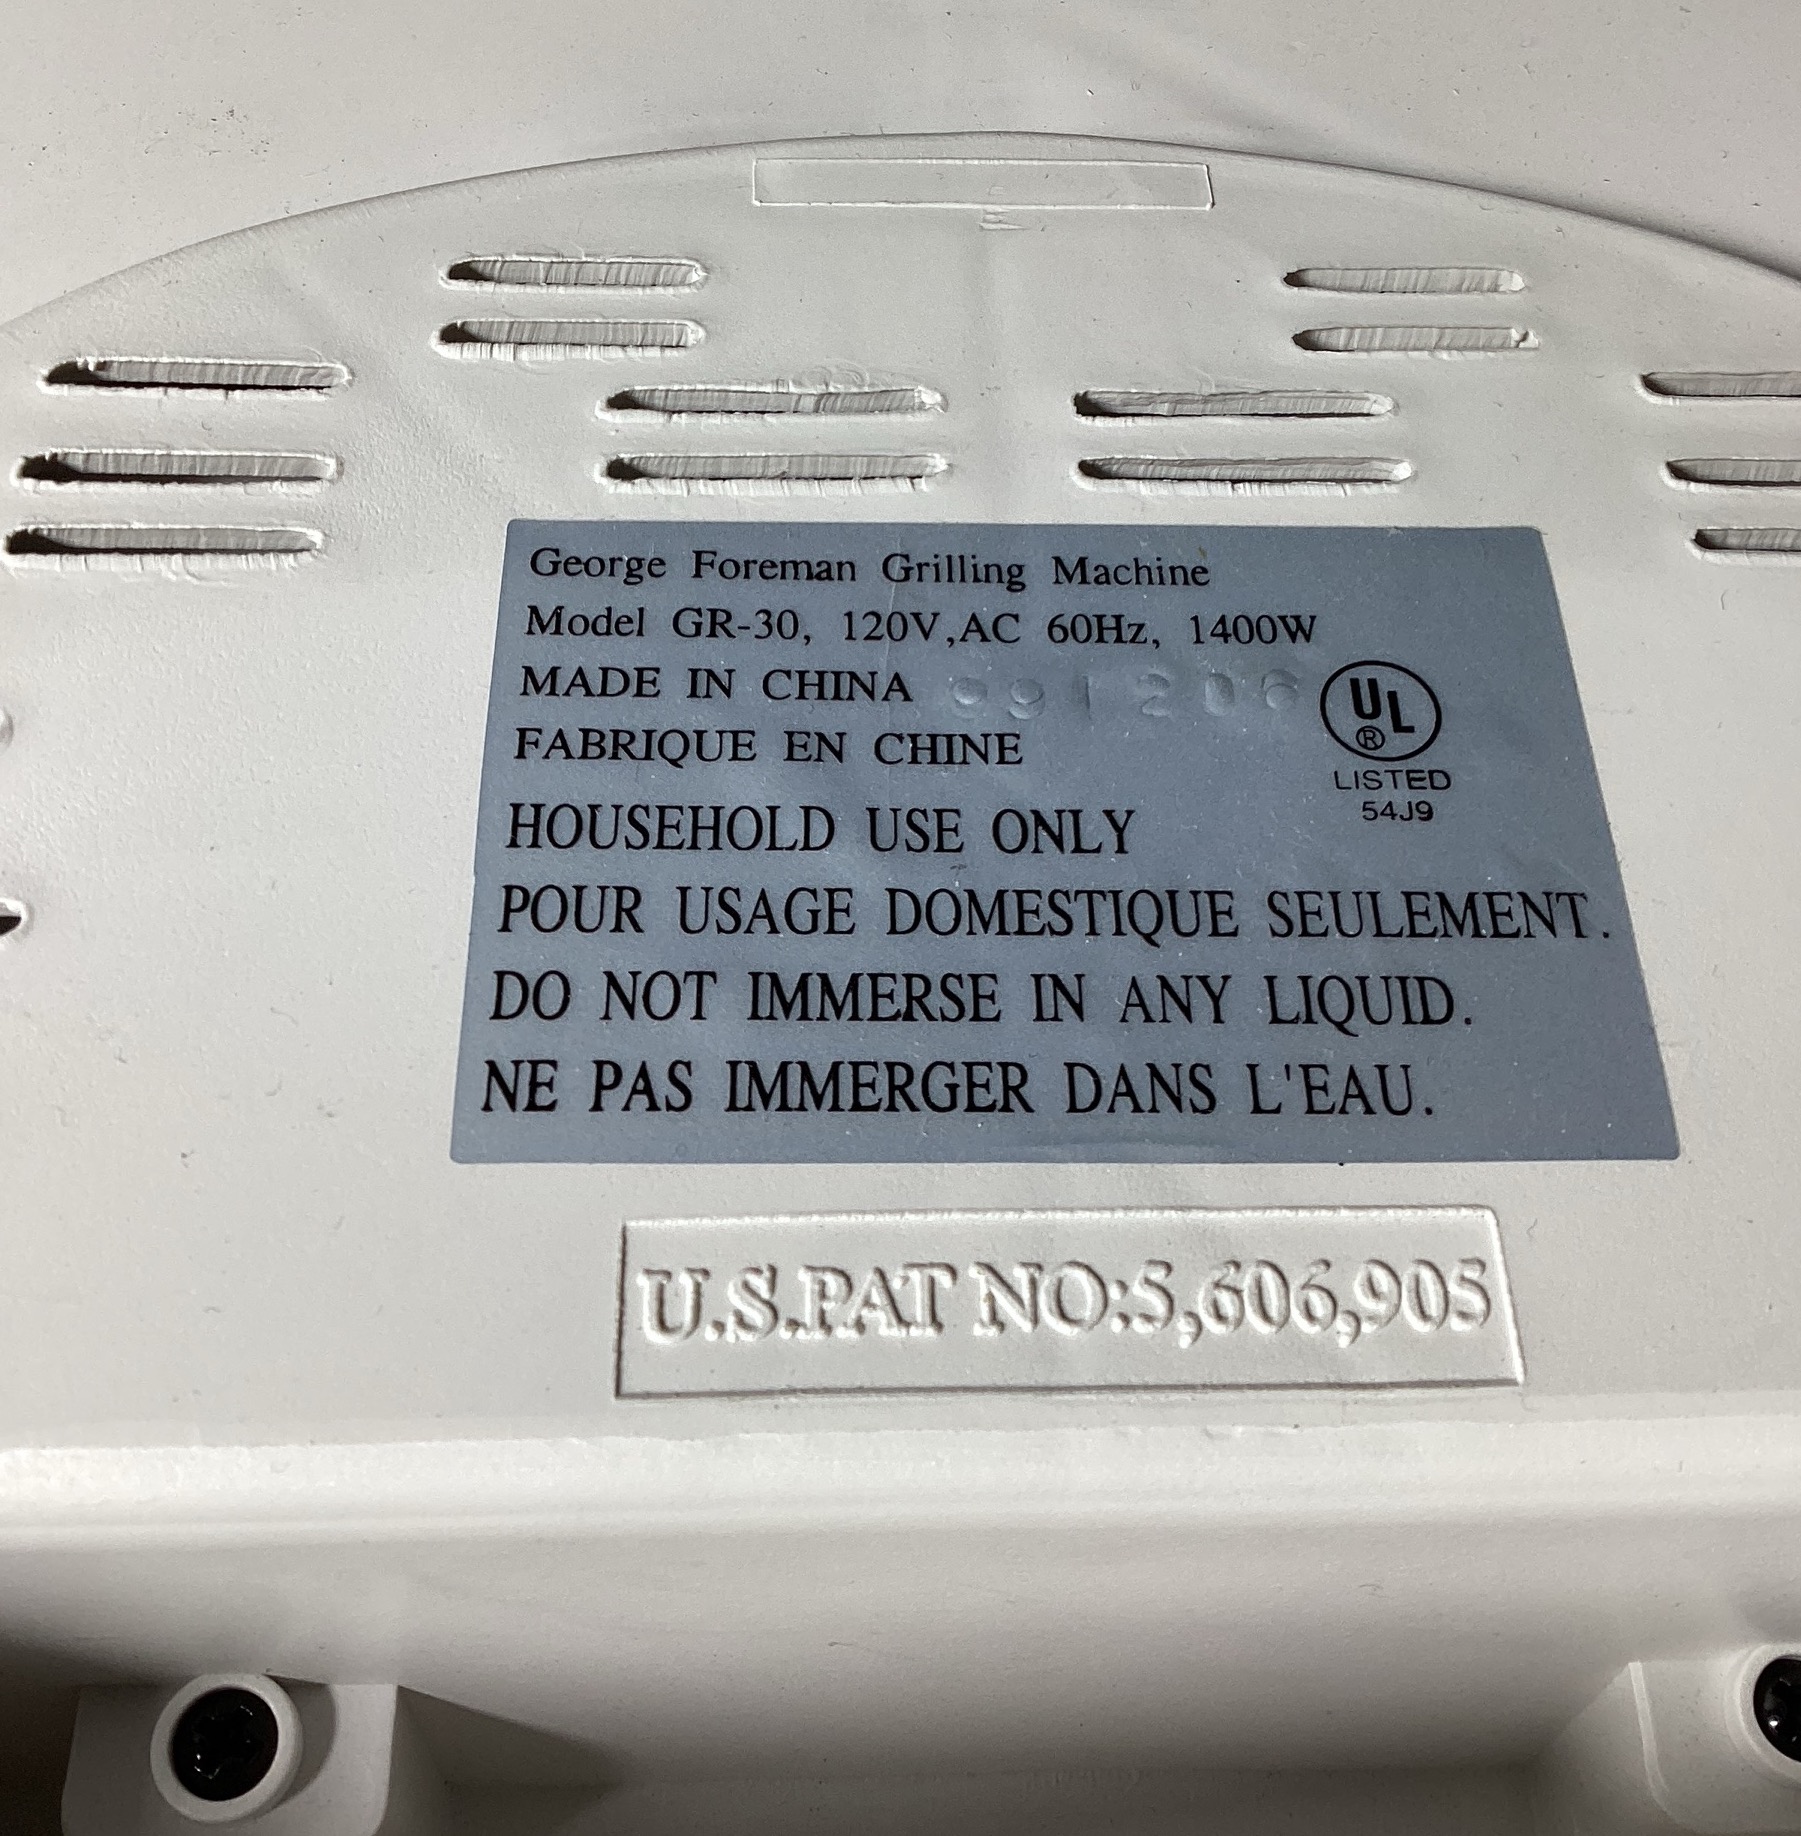 George Foreman Grilling Machine
Model GR-30, 120V,AC 60Hz, 1400W
MADE IN CHINA 991206
FABRIQUE EN CHINE
UL
®
LISTED
54J9
HOUSEHOLD USE ONLY
POUR USAGE DOMESTIQUE SEULEMENT.
DO NOT IMMERSE IN ANY LIQUID.
NE PAS IMMERGER DANS L'EAU.
U.S.PAT NO:5,606,905